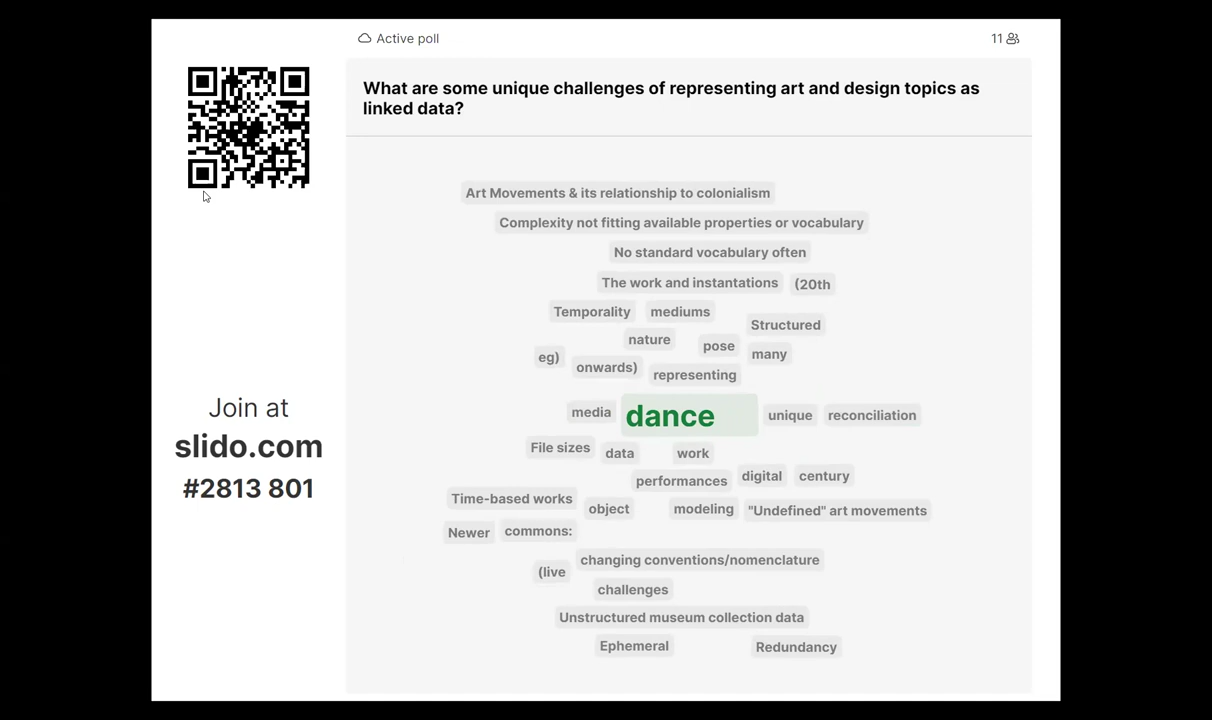 Active poll
11
What are some unique challenges of representing art and design topics as
linked data?
Art Movements & its relationship to colonialism
Complexity not fitting available properties or vocabulary
No standard vocabulary often
The work and instantations
(20th
Temporality
mediums
Structured
nature
pose
many
eg)
onwards)
representing
media
dance
unique
reconciliation
File sizes
data
work
performances
digital
century
Time-based works
object
modeling
"Undefined" art movements
Newer
commons:
changing conventions/nomenclature
(live
challenges
Unstructured museum collection data
Ephemeral
Redundancy
Join at
slido.com
#2813 801